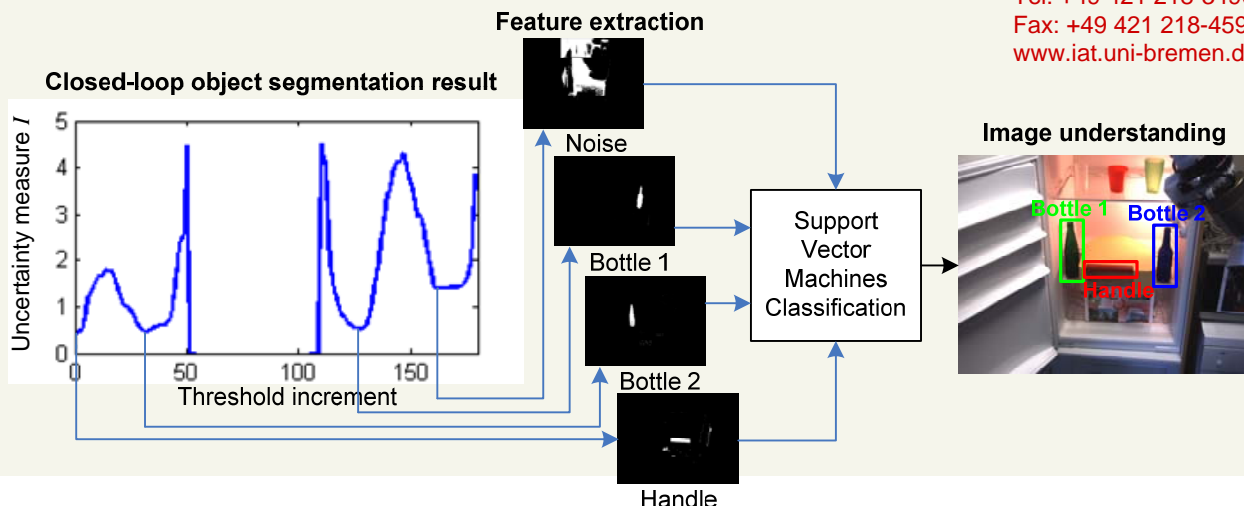 Fax: +49 421 218-459
www.iat.uni-bremen.d
Feature extraction
Closed-loop object segmentation result
Uncertainty measure I
5
4
3
2
1
0
0
50
100
150
Threshold increment
Noise
Bottle 1
Bottle 2
Handle
Support
Vector
Machines
Classification
Image understanding
Bottle 1
Bottle 2
Handle